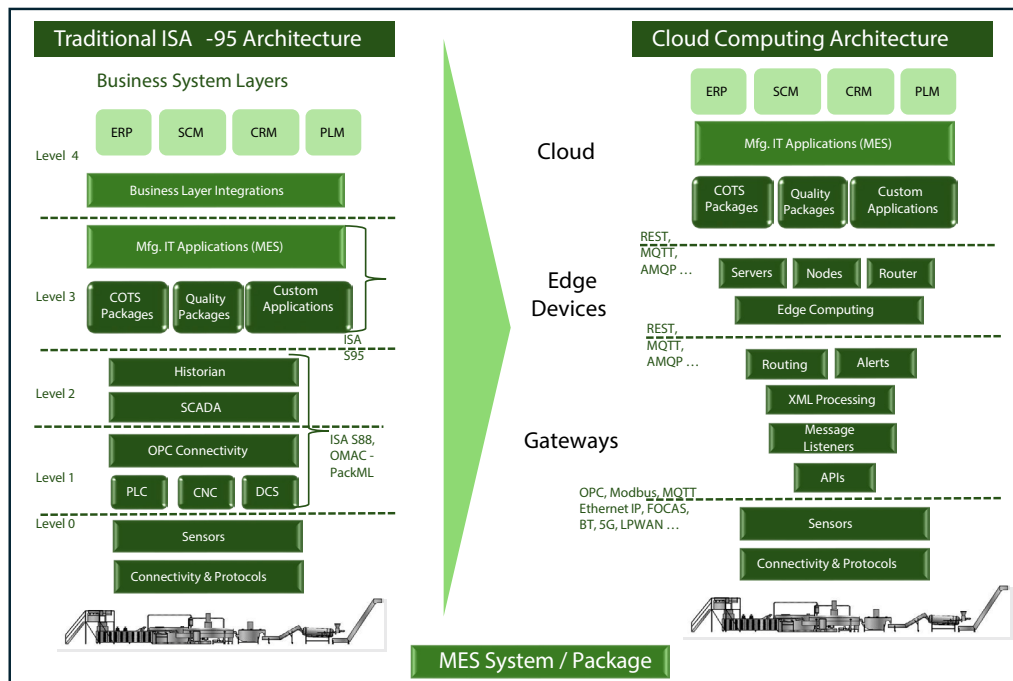 Traditional ISA -95 Architecture
Business System Layers
ERP
SCM
CRM
PLM
Level 4
Business Layer Integrations
Mfg. IT Applications (MES)
Level 3
COTS
Packages
Quality
Packages
Custom
Applications
ISA
S95
Historian
Level 2
SCADA
OPC Connectivity
ISA S88,
OMAC -
PackML
Level 1
PLC
CNC
DCS
Level 0
Sensors
Connectivity & Protocols
Cloud Computing Architecture
ERP
SCM
CRM
PLM
Cloud
Mfg. IT Applications (MES)
COTS
Packages
Quality
Packages
Custom
Applications
REST,
MQTT,
AMQP ...
Edge
Devices
Servers
Nodes
Router
Edge Computing
REST,
MQTT,
AMQP ...
Routing
Alerts
XML Processing
Gateways
Message
Listeners
APIs
OPC, Modbus, MQTT
Ethernet IP, FOCAS,
BT, 5G, LPWAN ...
Sensors
Connectivity & Protocols
MES System / Package